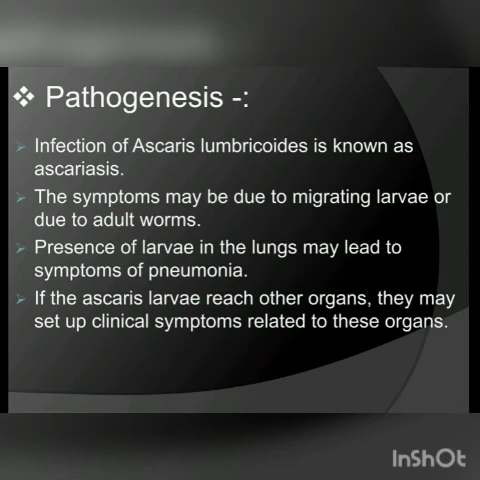 ❖ Pathogenesis -:
➢ Infection of Ascaris lumbricoides is known as
ascariasis.
➢ The symptoms may be due to migrating larvae or
due to adult worms.
➢ Presence of larvae in the lungs may lead to
symptoms of pneumonia.
➢ If the ascaris larvae reach other organs, they may
set up clinical symptoms related to these organs.
InShOt